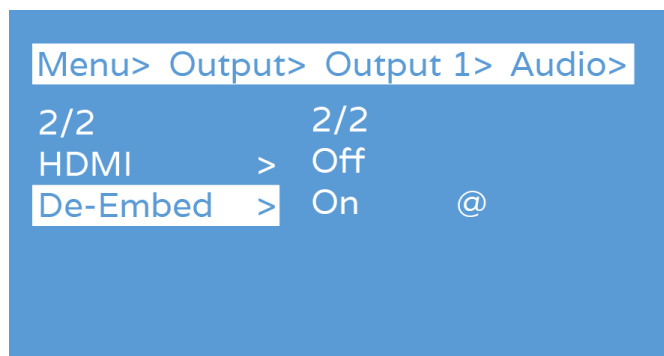 Menu> Output> Output 1> Audio>
2/2 2/2
HDMI > Off
De-Embed > On @